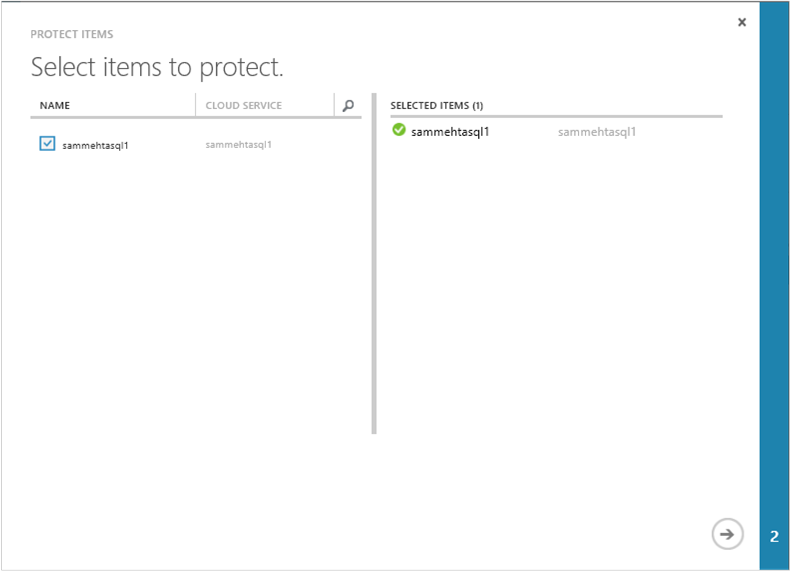 PROTECT ITEMS
Select items to protect.
NAME CLOUD SERVICE
sammehtasql1 sammehtasql1
SELECTED ITEMS (1)
sammehtasql1 sammehtasql1
2